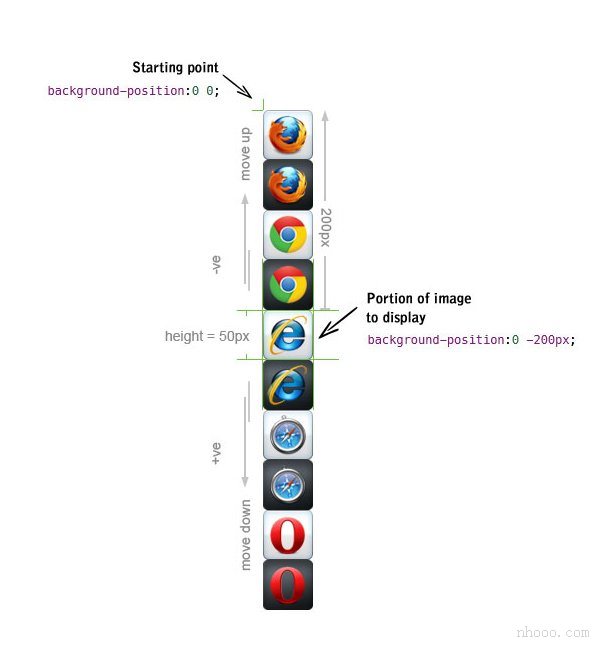 Starting point
background-position:0 0;
move up
200px
-ve
Portion of image
to display
background-position:0 -200px;
height = 50px
+ve
move down
nhooo.com